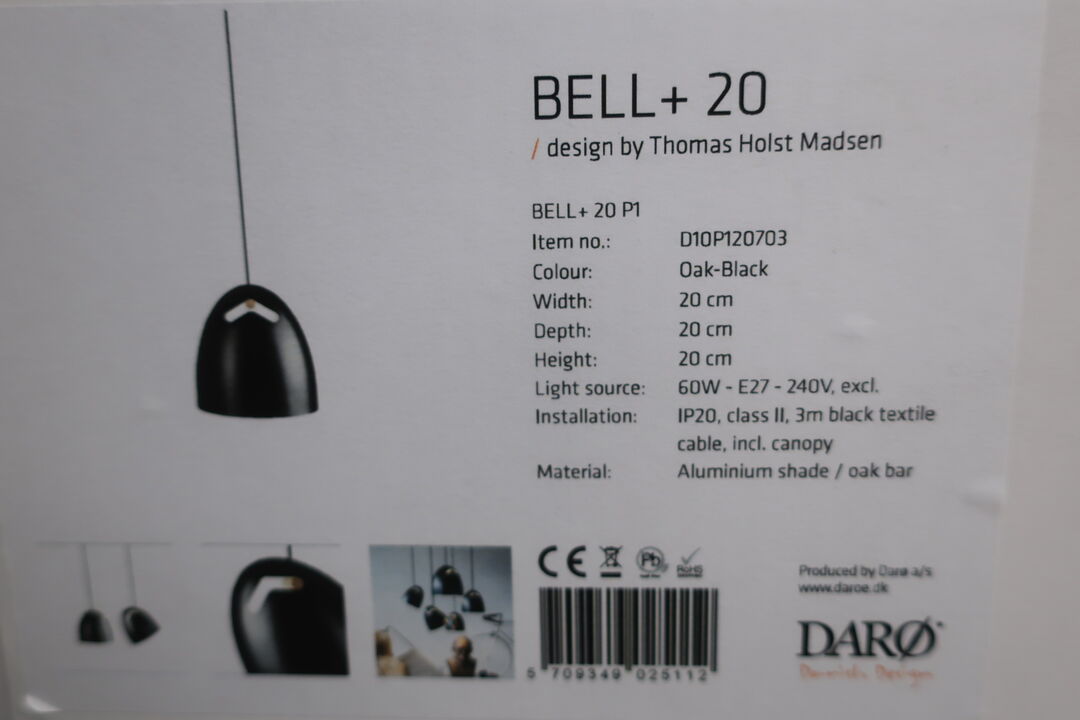 BELL+ 20
/ design by Thomas Holst Madsen
BELL+ 20 P1
Item no.: D10P120703
Colour: Oak-Black
Width: 20 cm
Depth: 20 cm
Height: 20 cm
Light source: 60W - E27 - 240V, excl.
Installation: IP20, class II, 3m black textile
cable, incl. canopy
Material: Aluminium shade / oak bar
CE Pb RoHS
5 709349 025112
Produced by Darø a/s
www.daroe.dk
DARØ
Danish Design